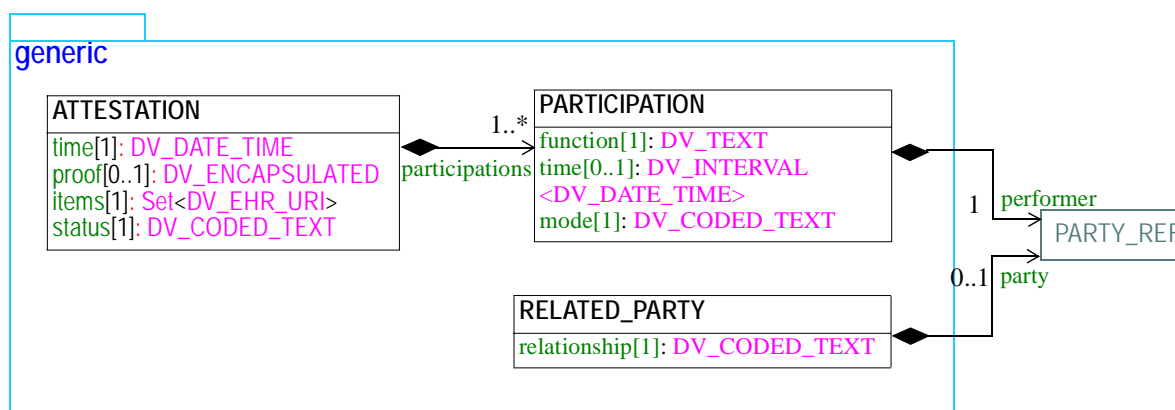 generic
ATTESTATION
time[1]: DV_DATE_TIME
proof[0..1]: DV_ENCAPSULATED
items[1]: Set<DV_EHR_URI>
status[1]: DV_CODED_TEXT
1..*
participations
PARTICIPATION
function[1]: DV_TEXT
time[0..1]: DV_INTERVAL
<DV_DATE_TIME>
mode[1]: DV_CODED_TEXT
1
performer
PARTY_REF
0..1
party
RELATED_PARTY
relationship[1]: DV_CODED_TEXT